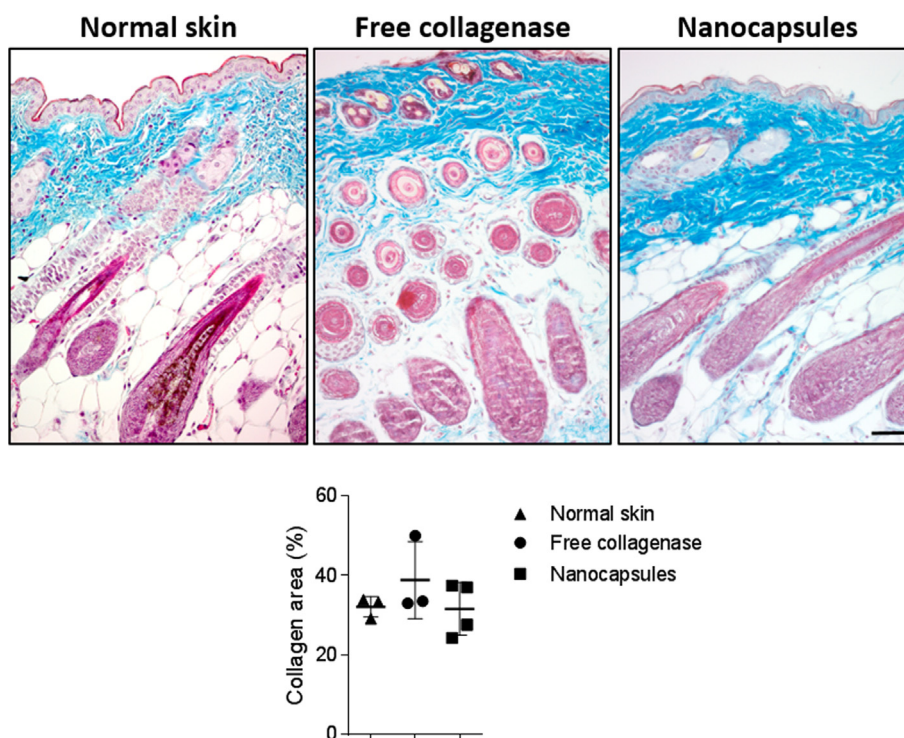 Normal skin
Free collagenase
Nanocapsules
60
40
20
0
Collagen area (%)
Normal skin
Free collagenase
Nanocapsules